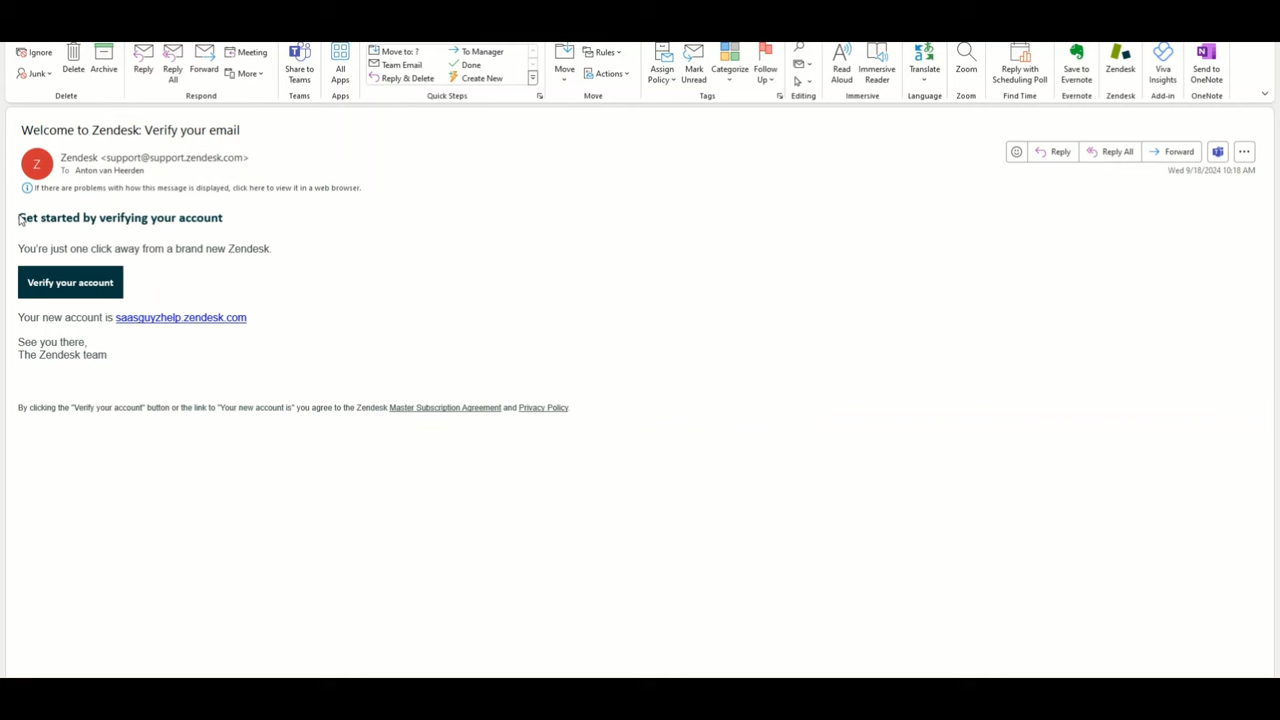 Ignore
Junk
Delete
Archive
Delete
Reply
Reply All
Forward
Meeting
More
Respond
Share to Teams
Teams
All Apps
Apps
Move to: ?
Team Email
Reply & Delete
To Manager
Done
Create New
Quick Steps
Move
Rules
Actions
Move
Assign Policy
Mark Unread
Categorize
Follow Up
Tags
Editing
Read Aloud
Immersive Reader
Immersive
Translate
Language
Zoom
Zoom
Reply with Scheduling Poll
Find Time
Save to Evernote
Evernote
Zendesk
Zendesk
Viva Insights
Add-in
Send to OneNote
OneNote
Welcome to Zendesk: Verify your email
Z
Zendesk <support@support.zendesk.com>
To Anton van Heerden
Reply
Reply All
Forward
Wed 9/18/2024 10:18 AM
If there are problems with how this message is displayed, click here to view it in a web browser.
Get started by verifying your account
You're just one click away from a brand new Zendesk.
Verify your account
Your new account is saasguyzhelp.zendesk.com
See you there,
The Zendesk team
By clicking the "Verify your account" button or the link to "Your new account is" you agree to the Zendesk Master Subscription Agreement and Privacy Policy.